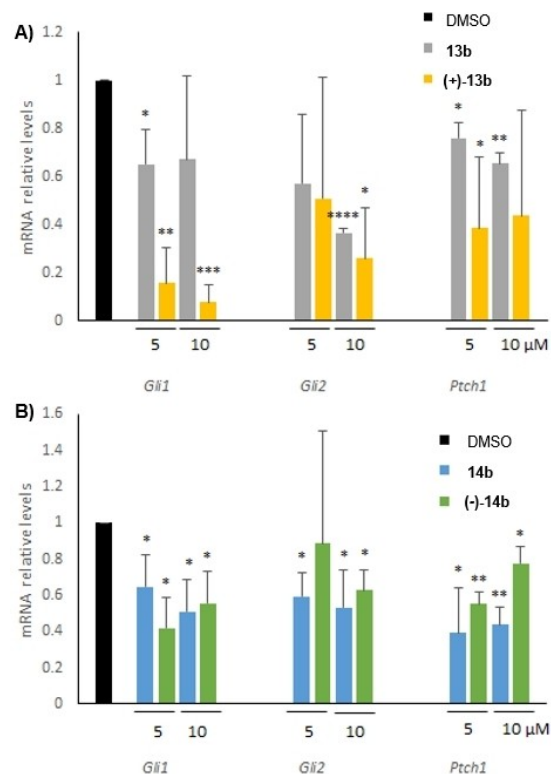 A)
1.2
1
0.8
0.6
0.4
0.2
0
mRNA relative levels
DMSO
13b
(+)-13b
* ** *** **** * * * **
5 10 5 10 5 10 µM
Gli1 Gli2 Ptch1
B)
1.6
1.4
1.2
1
0.8
0.6
0.4
0.2
0
mRNA relative levels
DMSO
14b
(-)-14b
* * * * * * * * ** ** *
5 10 5 10 5 10 µM
Gli1 Gli2 Ptch1